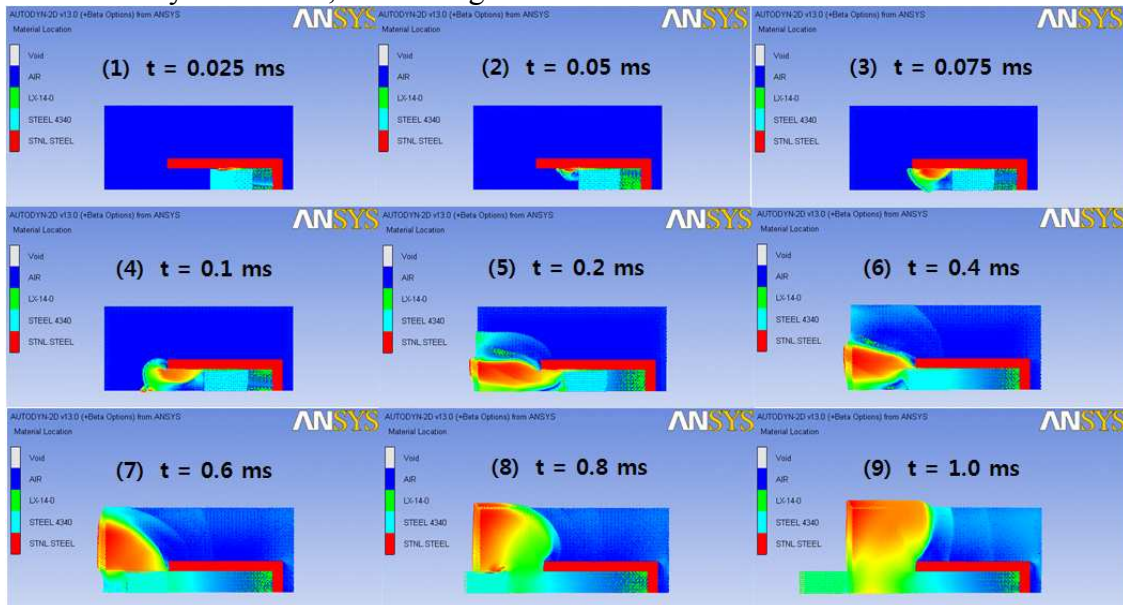 AUTODYN-2D v13.0 (+Beta Options) from ANSYS
Material Location
ANSYS
Void
AIR
LX-14-0
STEEL 4340
STNL.STEEL
(1) t = 0.025 ms
AUTODYN-2D v13.0 (+Beta Options) from ANSYS
Material Location
ANSYS
Void
AIR
LX-14-0
STEEL 4340
STNL.STEEL
(2) t = 0.05 ms
AUTODYN-2D v13.0 (+Beta Options) from ANSYS
Material Location
ANSYS
Void
AIR
LX-14-0
STEEL 4340
STNL.STEEL
(3) t = 0.075 ms
AUTODYN-2D v13.0 (+Beta Options) from ANSYS
Material Location
ANSYS
Void
AIR
LX-14-0
STEEL 4340
STNL.STEEL
(4) t = 0.1 ms
AUTODYN-2D v13.0 (+Beta Options) from ANSYS
Material Location
ANSYS
Void
AIR
LX-14-0
STEEL 4340
STNL.STEEL
(5) t = 0.2 ms
AUTODYN-2D v13.0 (+Beta Options) from ANSYS
Material Location
ANSYS
Void
AIR
LX-14-0
STEEL 4340
STNL.STEEL
(6) t = 0.4 ms
AUTODYN-2D v13.0 (+Beta Options) from ANSYS
Material Location
ANSYS
Void
AIR
LX-14-0
STEEL 4340
STNL.STEEL
(7) t = 0.6 ms
AUTODYN-2D v13.0 (+Beta Options) from ANSYS
Material Location
ANSYS
Void
AIR
LX-14-0
STEEL 4340
STNL.STEEL
(8) t = 0.8 ms
AUTODYN-2D v13.0 (+Beta Options) from ANSYS
Material Location
ANSYS
Void
AIR
LX-14-0
STEEL 4340
STNL.STEEL
(9) t = 1.0 ms